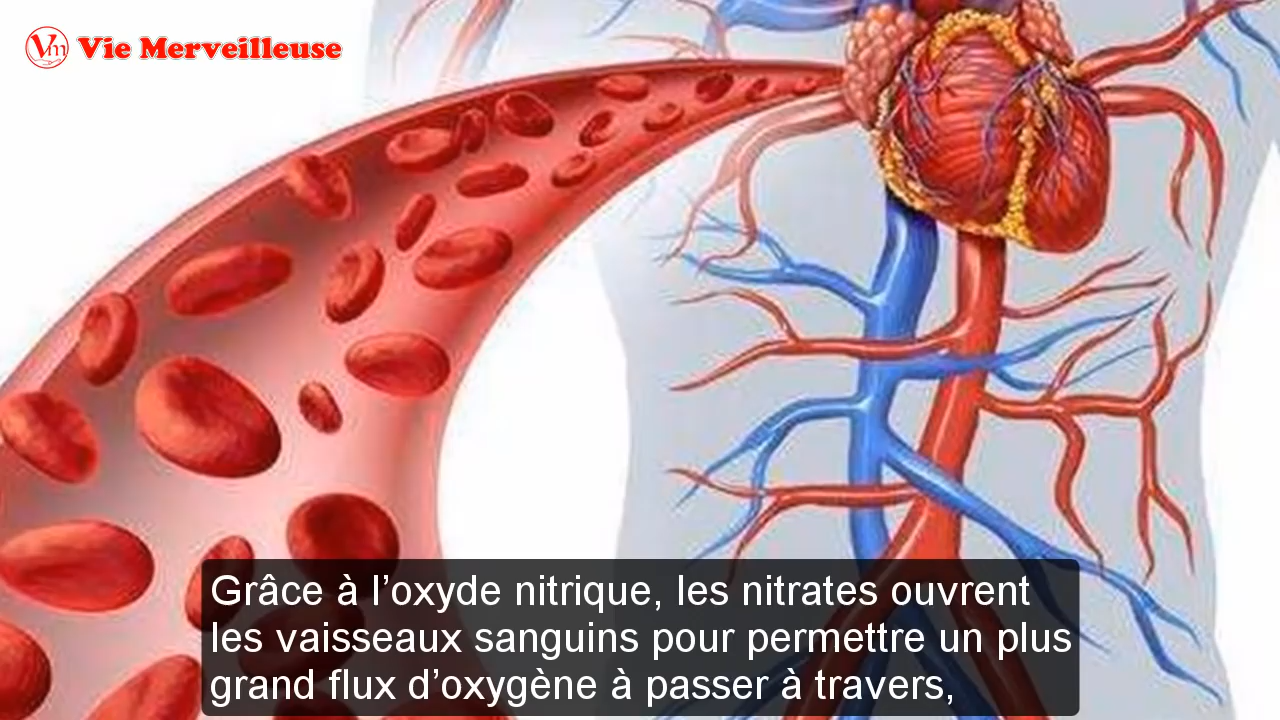 Vm Vie Merveilleuse
Grâce à l’oxyde nitrique, les nitrates ouvrent
les vaisseaux sanguins pour permettre un plus
grand flux d’oxygène à passer à travers,